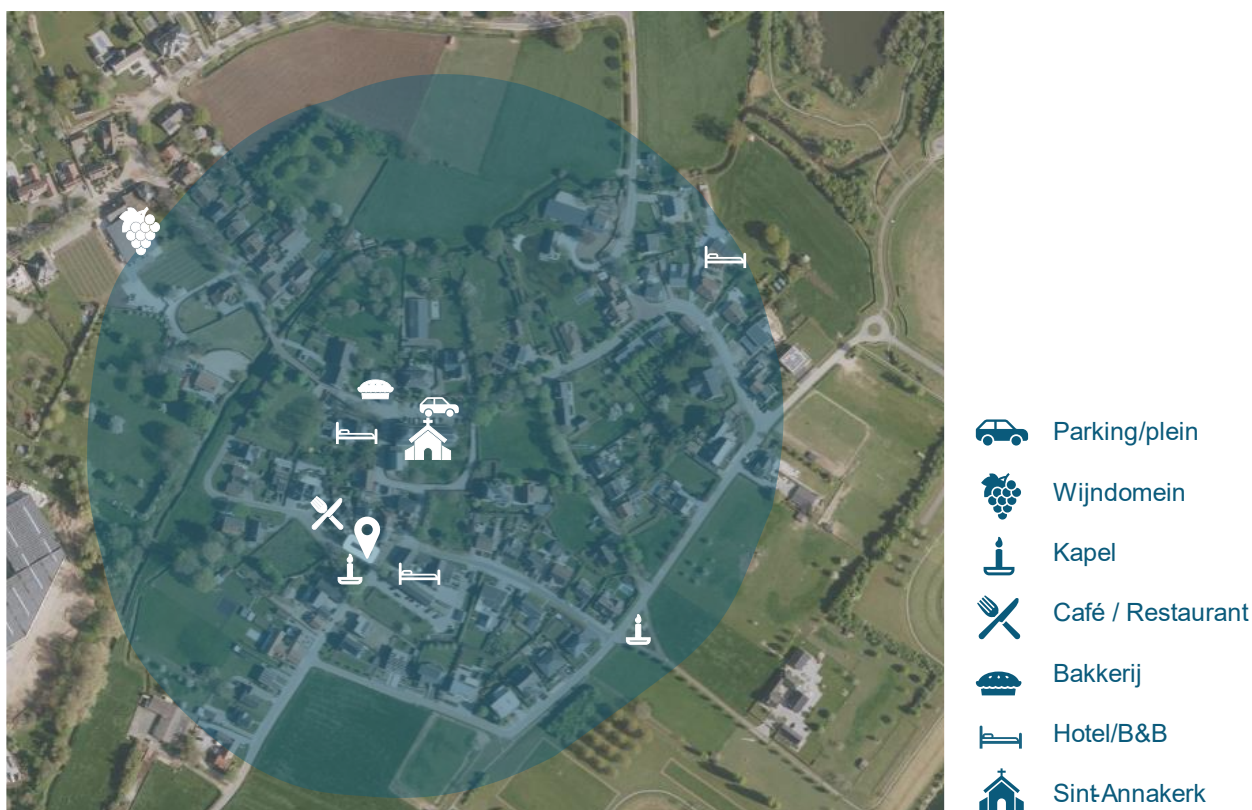 Parking/plein
Wijndomein
Kapel
Café / Restaurant
Bakkerij
Hotel/B&B
Sint-Annakerk